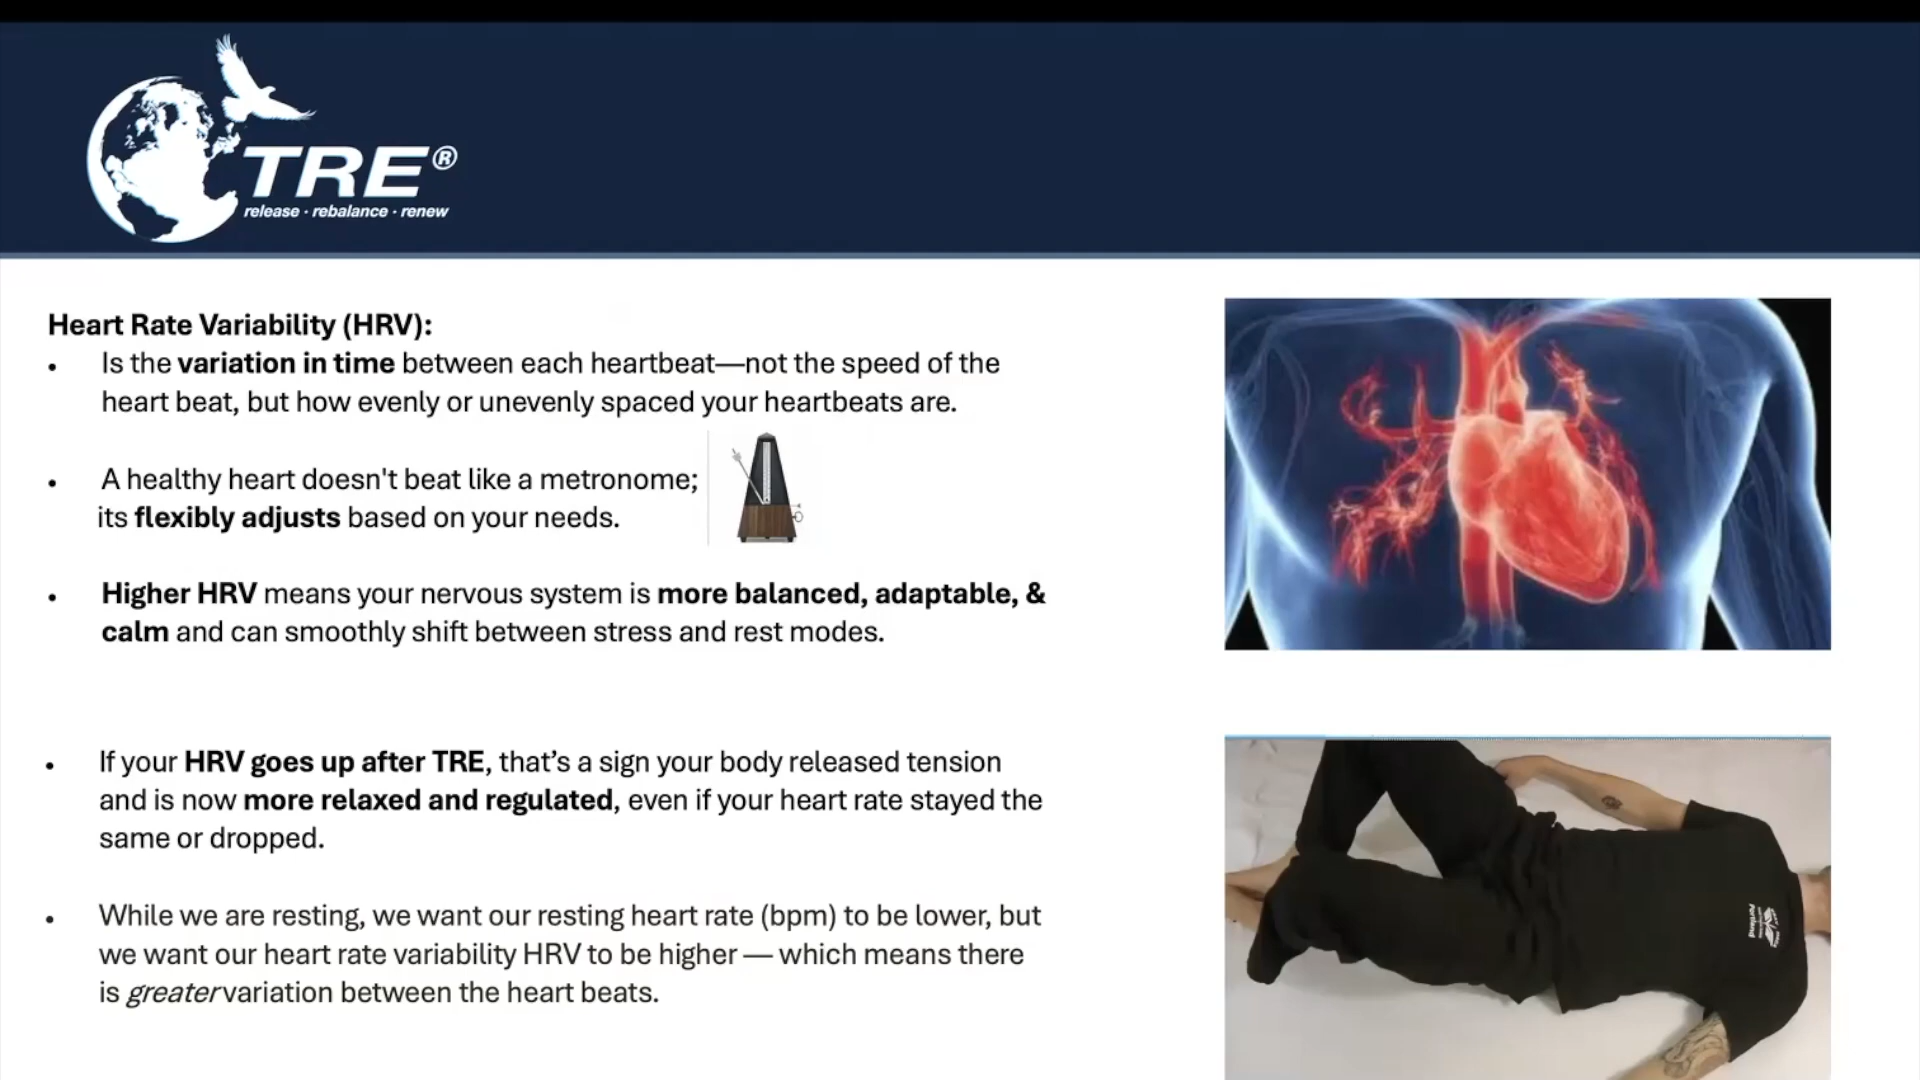 TRE®
release · rebalance · renew
Heart Rate Variability (HRV):
• Is the variation in time between each heartbeat—not the speed of the
heart beat, but how evenly or unevenly spaced your heartbeats are.
• A healthy heart doesn't beat like a metronome;
its flexibly adjusts based on your needs.
• Higher HRV means your nervous system is more balanced, adaptable, &
calm and can smoothly shift between stress and rest modes.
• If your HRV goes up after TRE, that’s a sign your body released tension
and is now more relaxed and regulated, even if your heart rate stayed the
same or dropped.
• While we are resting, we want our resting heart rate (bpm) to be lower, but
we want our heart rate variability HRV to be higher — which means there
is greater variation between the heart beats.